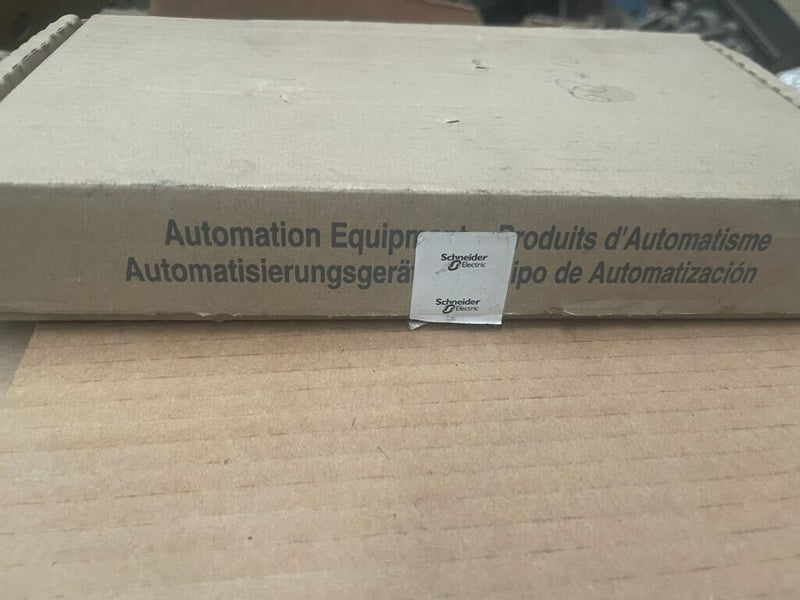 Automation Equipm Produits d'Automatisme
Automatisierungsgerä ipo de Automatización
Schneider
Electric
Schneider
Electric